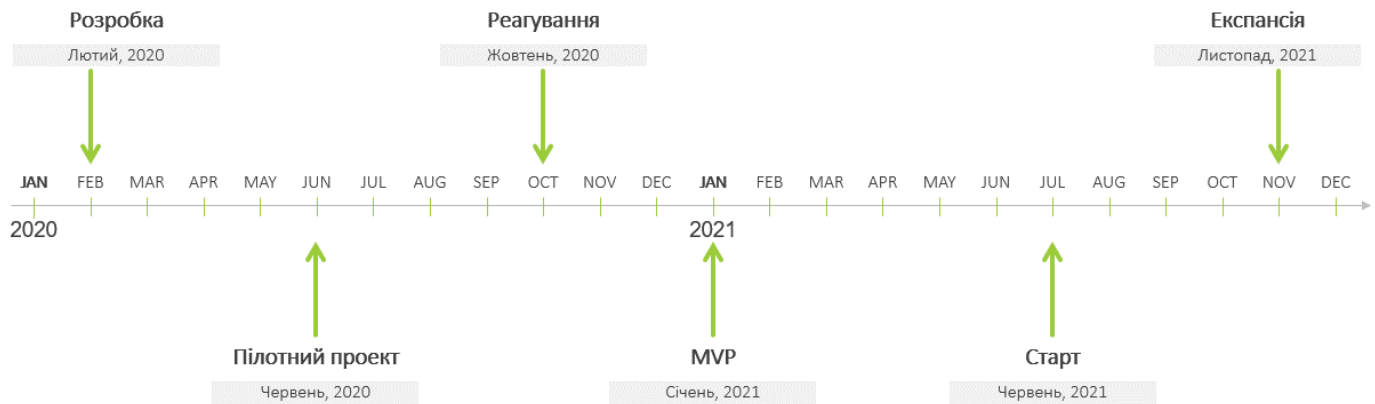 Розробка Реагування Експансія
Лютий, 2020 Жовтень, 2020 Листопад, 2021
JAN FEB MAR APR MAY JUN JUL AUG SEP OCT NOV DEC JAN FEB MAR APR MAY JUN JUL AUG SEP OCT NOV DEC
2020 2021
Пілотний проект MVP Старт
Червень, 2020 Січень, 2021 Червень, 2021